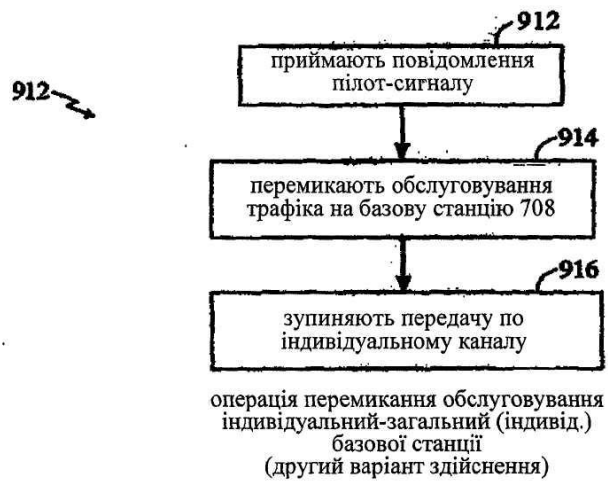 912
приймають повідомлення
пілот-сигналу
912
914
перемикають обслуговування
трафіка на базову станцію 708
916
зупиняють передачу по
індивідуальному каналу
операція перемикання обслуговування
індивідуальний-загальний (індивід.)
базової станції
(другий варіант здійснення)